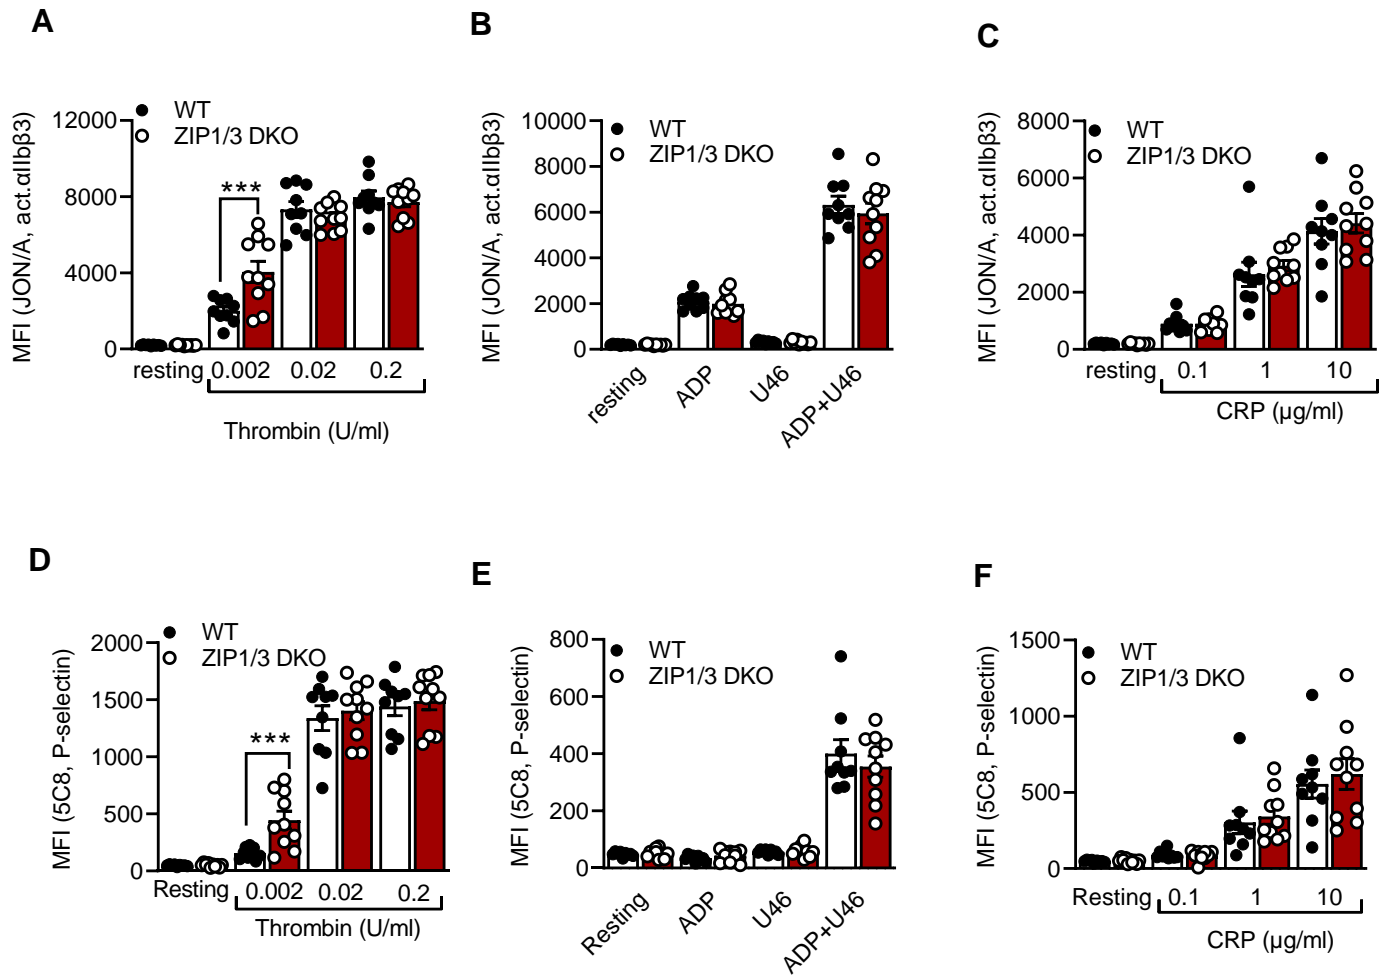 A
WT
ZIP1/3 DKO
MFI (JON/A, act.αIIbβ3)
12000
8000
4000
0
***
resting 0.002 0.02 0.2
Thrombin (U/ml)
B
WT
ZIP1/3 DKO
MFI (JON/A, act.αIIbβ3)
10000
8000
6000
4000
2000
0
resting ADP U46 ADP+U46
C
WT
ZIP1/3 DKO
MFI (JON/A, act.αIIbβ3)
8000
6000
4000
2000
0
resting 0.1 1 10
CRP (µg/ml)
D
WT
ZIP1/3 DKO
MFI (5C8, P-selectin)
2000
1500
1000
500
0
***
Resting 0.002 0.02 0.2
Thrombin (U/ml)
E
WT
ZIP1/3 DKO
MFI (5C8, P-selectin)
800
600
400
200
0
Resting ADP U46 ADP+U46
F
WT
ZIP1/3 DKO
MFI (5C8, P-selectin)
1500
1000
500
0
Resting 0.1 1 10
CRP (µg/ml)